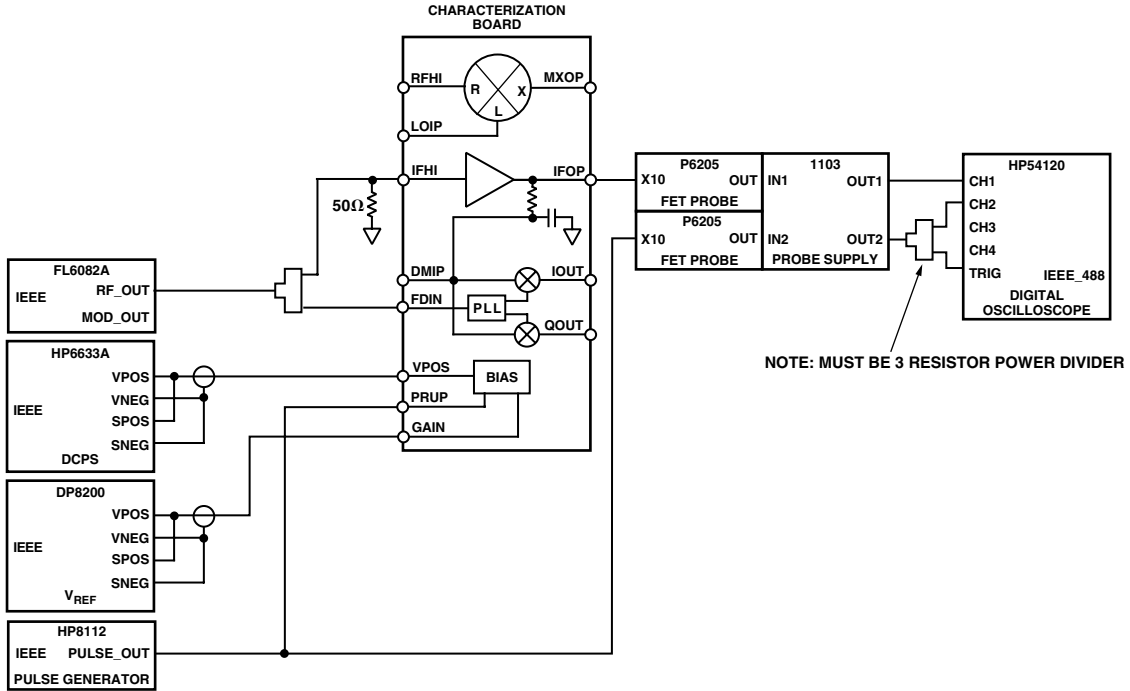 CHARACTERIZATION
BOARD
RFHI
R
X
L
MXOP
LOIP
IFHI
IFOP
50Ω
DMIP
IOUT
FDIN
PLL
QOUT
VPOS
BIAS
PRUP
GAIN
P6205
X10
OUT
FET PROBE
P6205
X10
OUT
FET PROBE
1103
IN1
OUT1
IN2
OUT2
PROBE SUPPLY
HP54120
CH1
CH2
CH3
CH4
TRIG
IEEE_488
DIGITAL
OSCILLOSCOPE
NOTE: MUST BE 3 RESISTOR POWER DIVIDER
FL6082A
IEEE
RF_OUT
MOD_OUT
HP6633A
VPOS
VNEG
IEEE
SPOS
SNEG
DCPS
DP8200
VPOS
VNEG
IEEE
SPOS
SNEG
VREF
HP8112
IEEE PULSE_OUT
PULSE GENERATOR